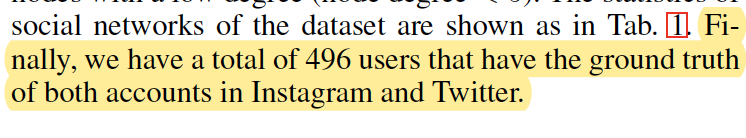 social networks of the dataset are shown as in Tab. 1. Fi-
nally, we have a total of 496 users that have the ground truth
of both accounts in Instagram and Twitter.